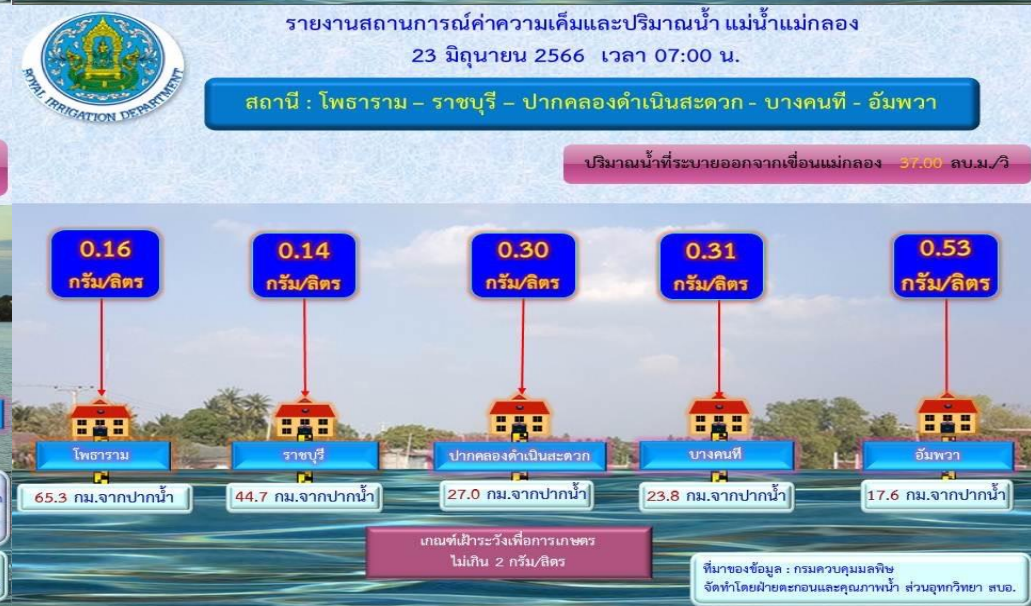 รายงานสถานการณ์ค่าความเค็มและปริมาณน้ำ แม่น้ำแม่กลอง
23 มิถุนายน 2566 เวลา 07:00 น.
ROYAL IRRIGATION DEPARTMENT
สถานี : โพธาราม – ราชบุรี – ปากคลองดำเนินสะดวก - บางคนที - อัมพวา
ปริมาณน้ำที่ระบายออกจากเขื่อนแม่กลอง 37.00 ลบ.ม./วิ
0.16 กรัม/ลิตร
0.14 กรัม/ลิตร
0.30 กรัม/ลิตร
0.31 กรัม/ลิตร
0.53 กรัม/ลิตร
โพธาราม
ราชบุรี
ปากคลองดำเนินสะดวก
บางคนที
อัมพวา
65.3 กม.จากปากน้ำ
44.7 กม.จากปากน้ำ
27.0 กม.จากปากน้ำ
23.8 กม.จากปากน้ำ
17.6 กม.จากปากน้ำ
เกณฑ์เฝ้าระวังเพื่อการเกษตร
ไม่เกิน 2 กรัม/ลิตร
ที่มาของข้อมูล : กรมควบคุมมลพิษ
จัดทำโดยฝ่ายตะกอนและคุณภาพน้ำ ส่วนอุทกวิทยา สบอ.